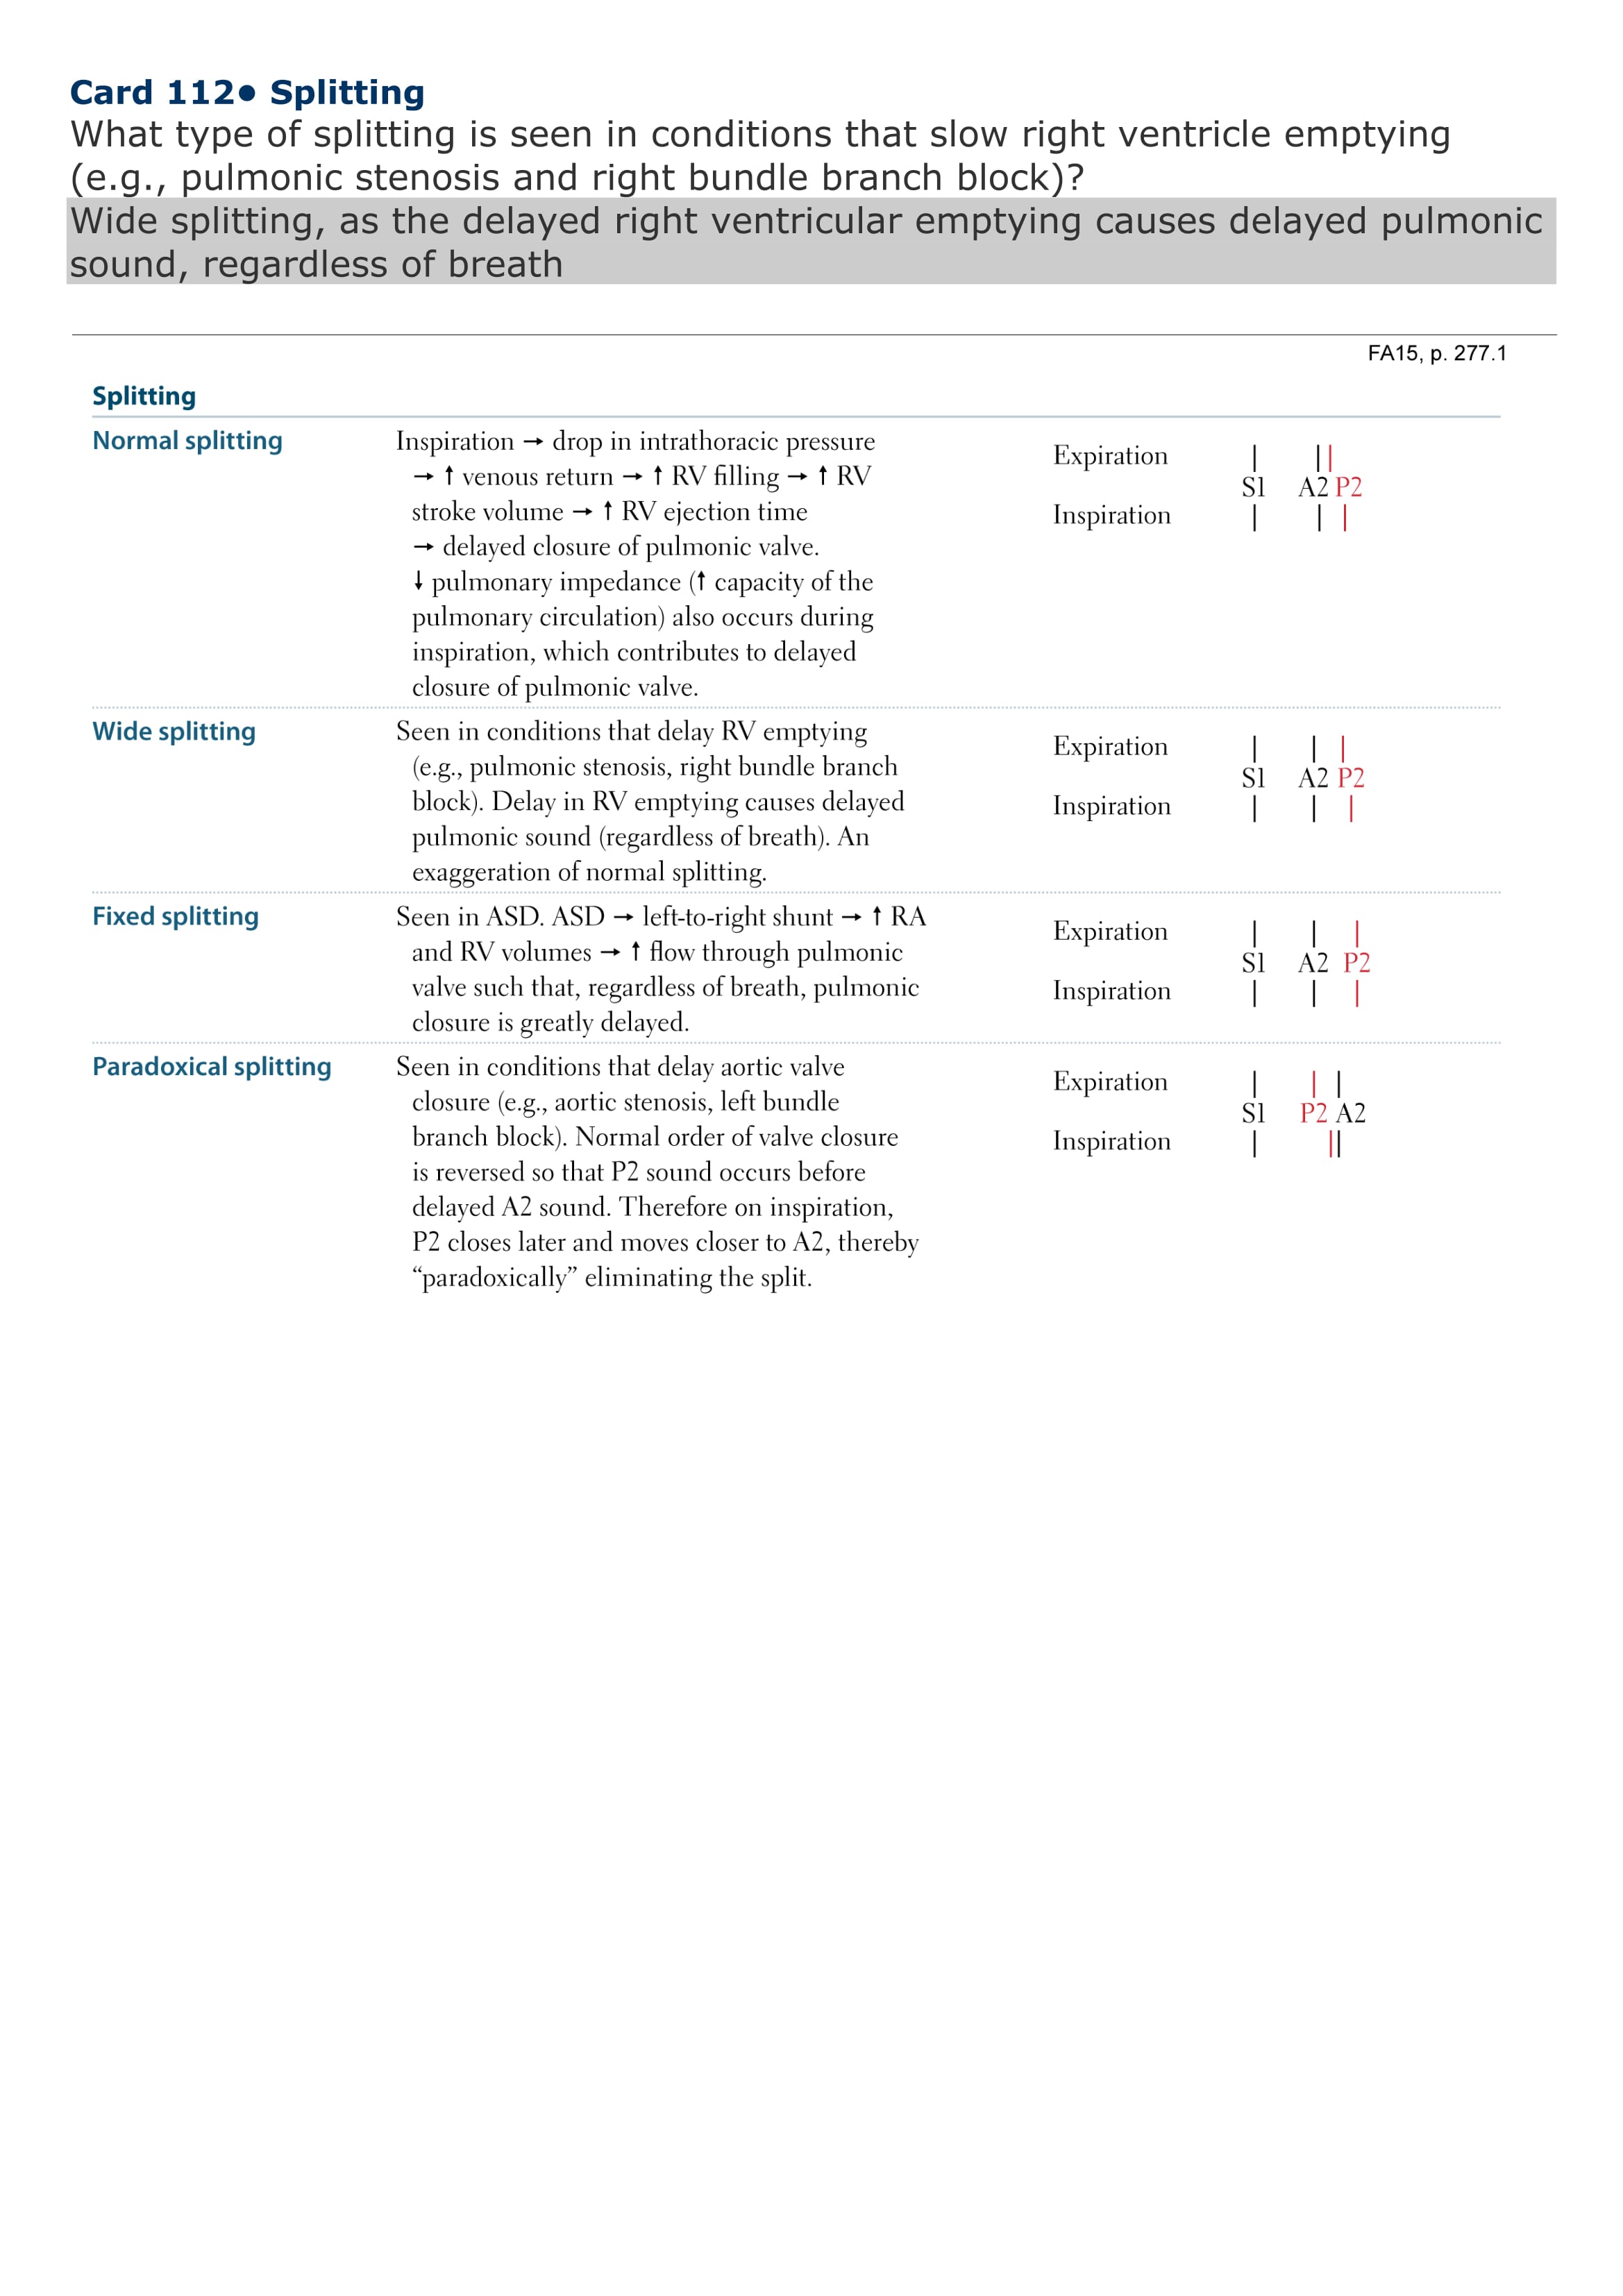 Card 112• Splitting
What type of splitting is seen in conditions that slow right ventricle emptying
(e.g., pulmonic stenosis and right bundle branch block)?
Wide splitting, as the delayed right ventricular emptying causes delayed pulmonic
sound, regardless of breath
FA15, p. 277.1
Splitting
Normal splitting
Inspiration → drop in intrathoracic pressure
→ ↑ venous return → ↑ RV filling → ↑ RV
stroke volume → ↑ RV ejection time
→ delayed closure of pulmonic valve.
↓ pulmonary impedance (↑ capacity of the
pulmonary circulation) also occurs during
inspiration, which contributes to delayed
closure of pulmonic valve.
Expiration
S1 A2 P2
Inspiration
Wide splitting
Seen in conditions that delay RV emptying
(e.g., pulmonic stenosis, right bundle branch
block). Delay in RV emptying causes delayed
pulmonic sound (regardless of breath). An
exaggeration of normal splitting.
Expiration
S1 A2 P2
Inspiration
Fixed splitting
Seen in ASD. ASD → left-to-right shunt → ↑ RA
and RV volumes → ↑ flow through pulmonic
valve such that, regardless of breath, pulmonic
closure is greatly delayed.
Expiration
S1 A2 P2
Inspiration
Paradoxical splitting
Seen in conditions that delay aortic valve
closure (e.g., aortic stenosis, left bundle
branch block). Normal order of valve closure
is reversed so that P2 sound occurs before
delayed A2 sound. Therefore on inspiration,
P2 closes later and moves closer to A2, thereby
“paradoxically” eliminating the split.
Expiration
S1 P2 A2
Inspiration